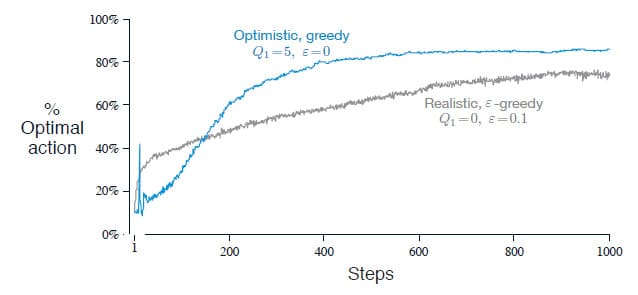 100%
80%
60%
40%
20%
0%
%
Optimal
action
Optimistic, greedy
Q₁=5, ε=0
Realistic, ε-greedy
Q₁=0, ε=0.1
1
200
400
600
800
1000
Steps